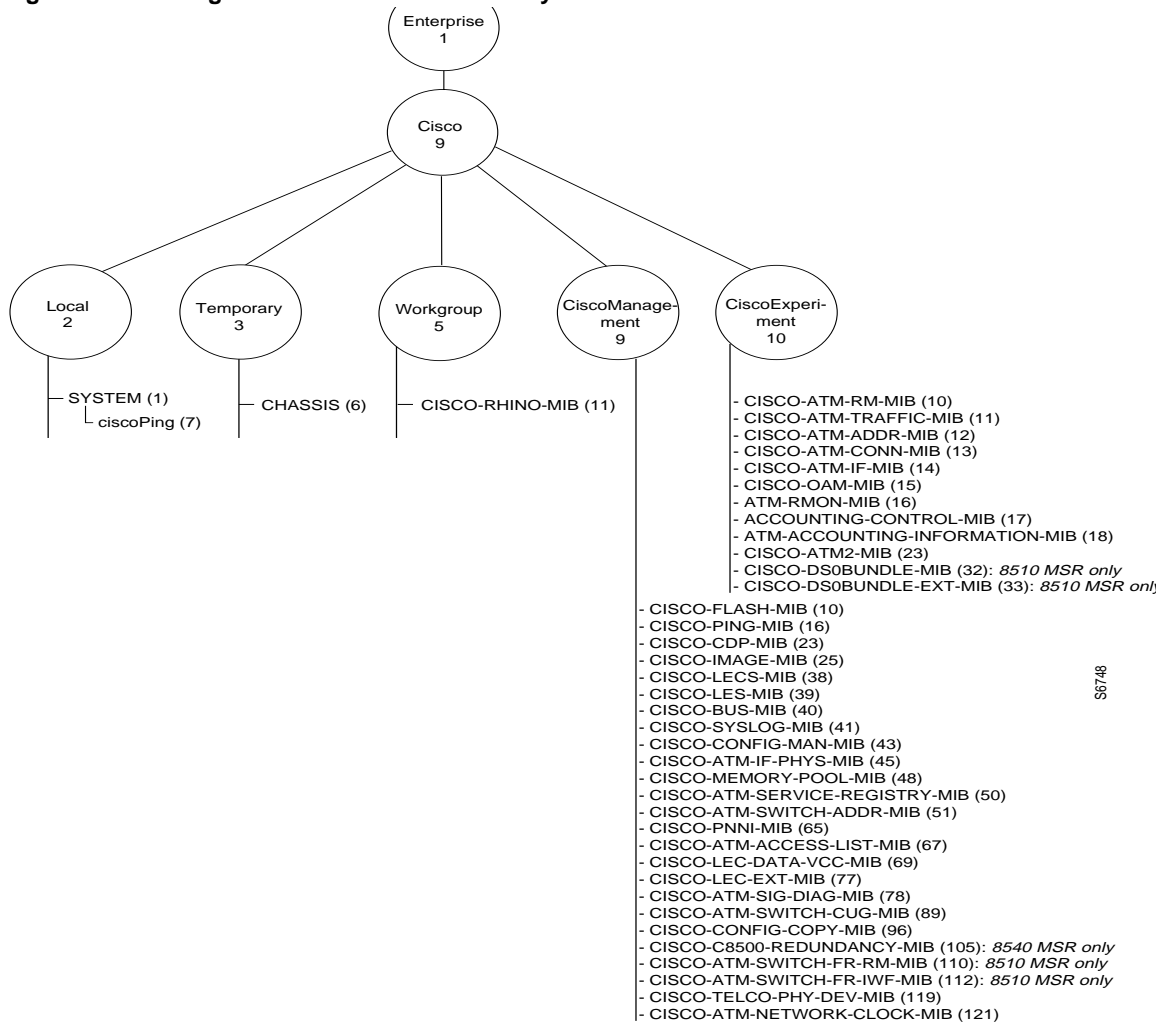 Enterprise
1
Cisco
9
Local
2
Temporary
3
Workgroup
5
CiscoManage-
ment
9
CiscoExperi-
ment
10
SYSTEM (1)
ciscoPing (7)
CHASSIS (6)
CISCO-RHINO-MIB (11)
- CISCO-ATM-RM-MIB (10)
- CISCO-ATM-TRAFFIC-MIB (11)
- CISCO-ATM-ADDR-MIB (12)
- CISCO-ATM-CONN-MIB (13)
- CISCO-ATM-IF-MIB (14)
- CISCO-OAM-MIB (15)
- ATM-RMON-MIB (16)
- ACCOUNTING-CONTROL-MIB (17)
- ATM-ACCOUNTING-INFORMATION-MIB (18)
- CISCO-ATM2-MIB (23)
- CISCO-DS0BUNDLE-MIB (32): 8510 MSR only
- CISCO-DS0BUNDLE-EXT-MIB (33): 8510 MSR only
- CISCO-FLASH-MIB (10)
- CISCO-PING-MIB (16)
- CISCO-CDP-MIB (23)
- CISCO-IMAGE-MIB (25)
- CISCO-LECS-MIB (38)
- CISCO-LES-MIB (39)
- CISCO-BUS-MIB (40)
- CISCO-SYSLOG-MIB (41)
- CISCO-CONFIG-MAN-MIB (43)
- CISCO-ATM-IF-PHYS-MIB (45)
- CISCO-MEMORY-POOL-MIB (48)
- CISCO-ATM-SERVICE-REGISTRY-MIB (50)
- CISCO-ATM-SWITCH-ADDR-MIB (51)
- CISCO-PNNI-MIB (65)
- CISCO-ATM-ACCESS-LIST-MIB (67)
- CISCO-LEC-DATA-VCC-MIB (69)
- CISCO-LEC-EXT-MIB (77)
- CISCO-ATM-SIG-DIAG-MIB (78)
- CISCO-ATM-SWITCH-CUG-MIB (89)
- CISCO-CONFIG-COPY-MIB (96)
- CISCO-C8500-REDUNDANCY-MIB (105): 8540 MSR only
- CISCO-ATM-SWITCH-FR-RM-MIB (110): 8510 MSR only
- CISCO-ATM-SWITCH-FR-IWF-MIB (112): 8510 MSR only
- CISCO-TELCO-PHY-DEV-MIB (119)
- CISCO-ATM-NETWORK-CLOCK-MIB (121)
S6748